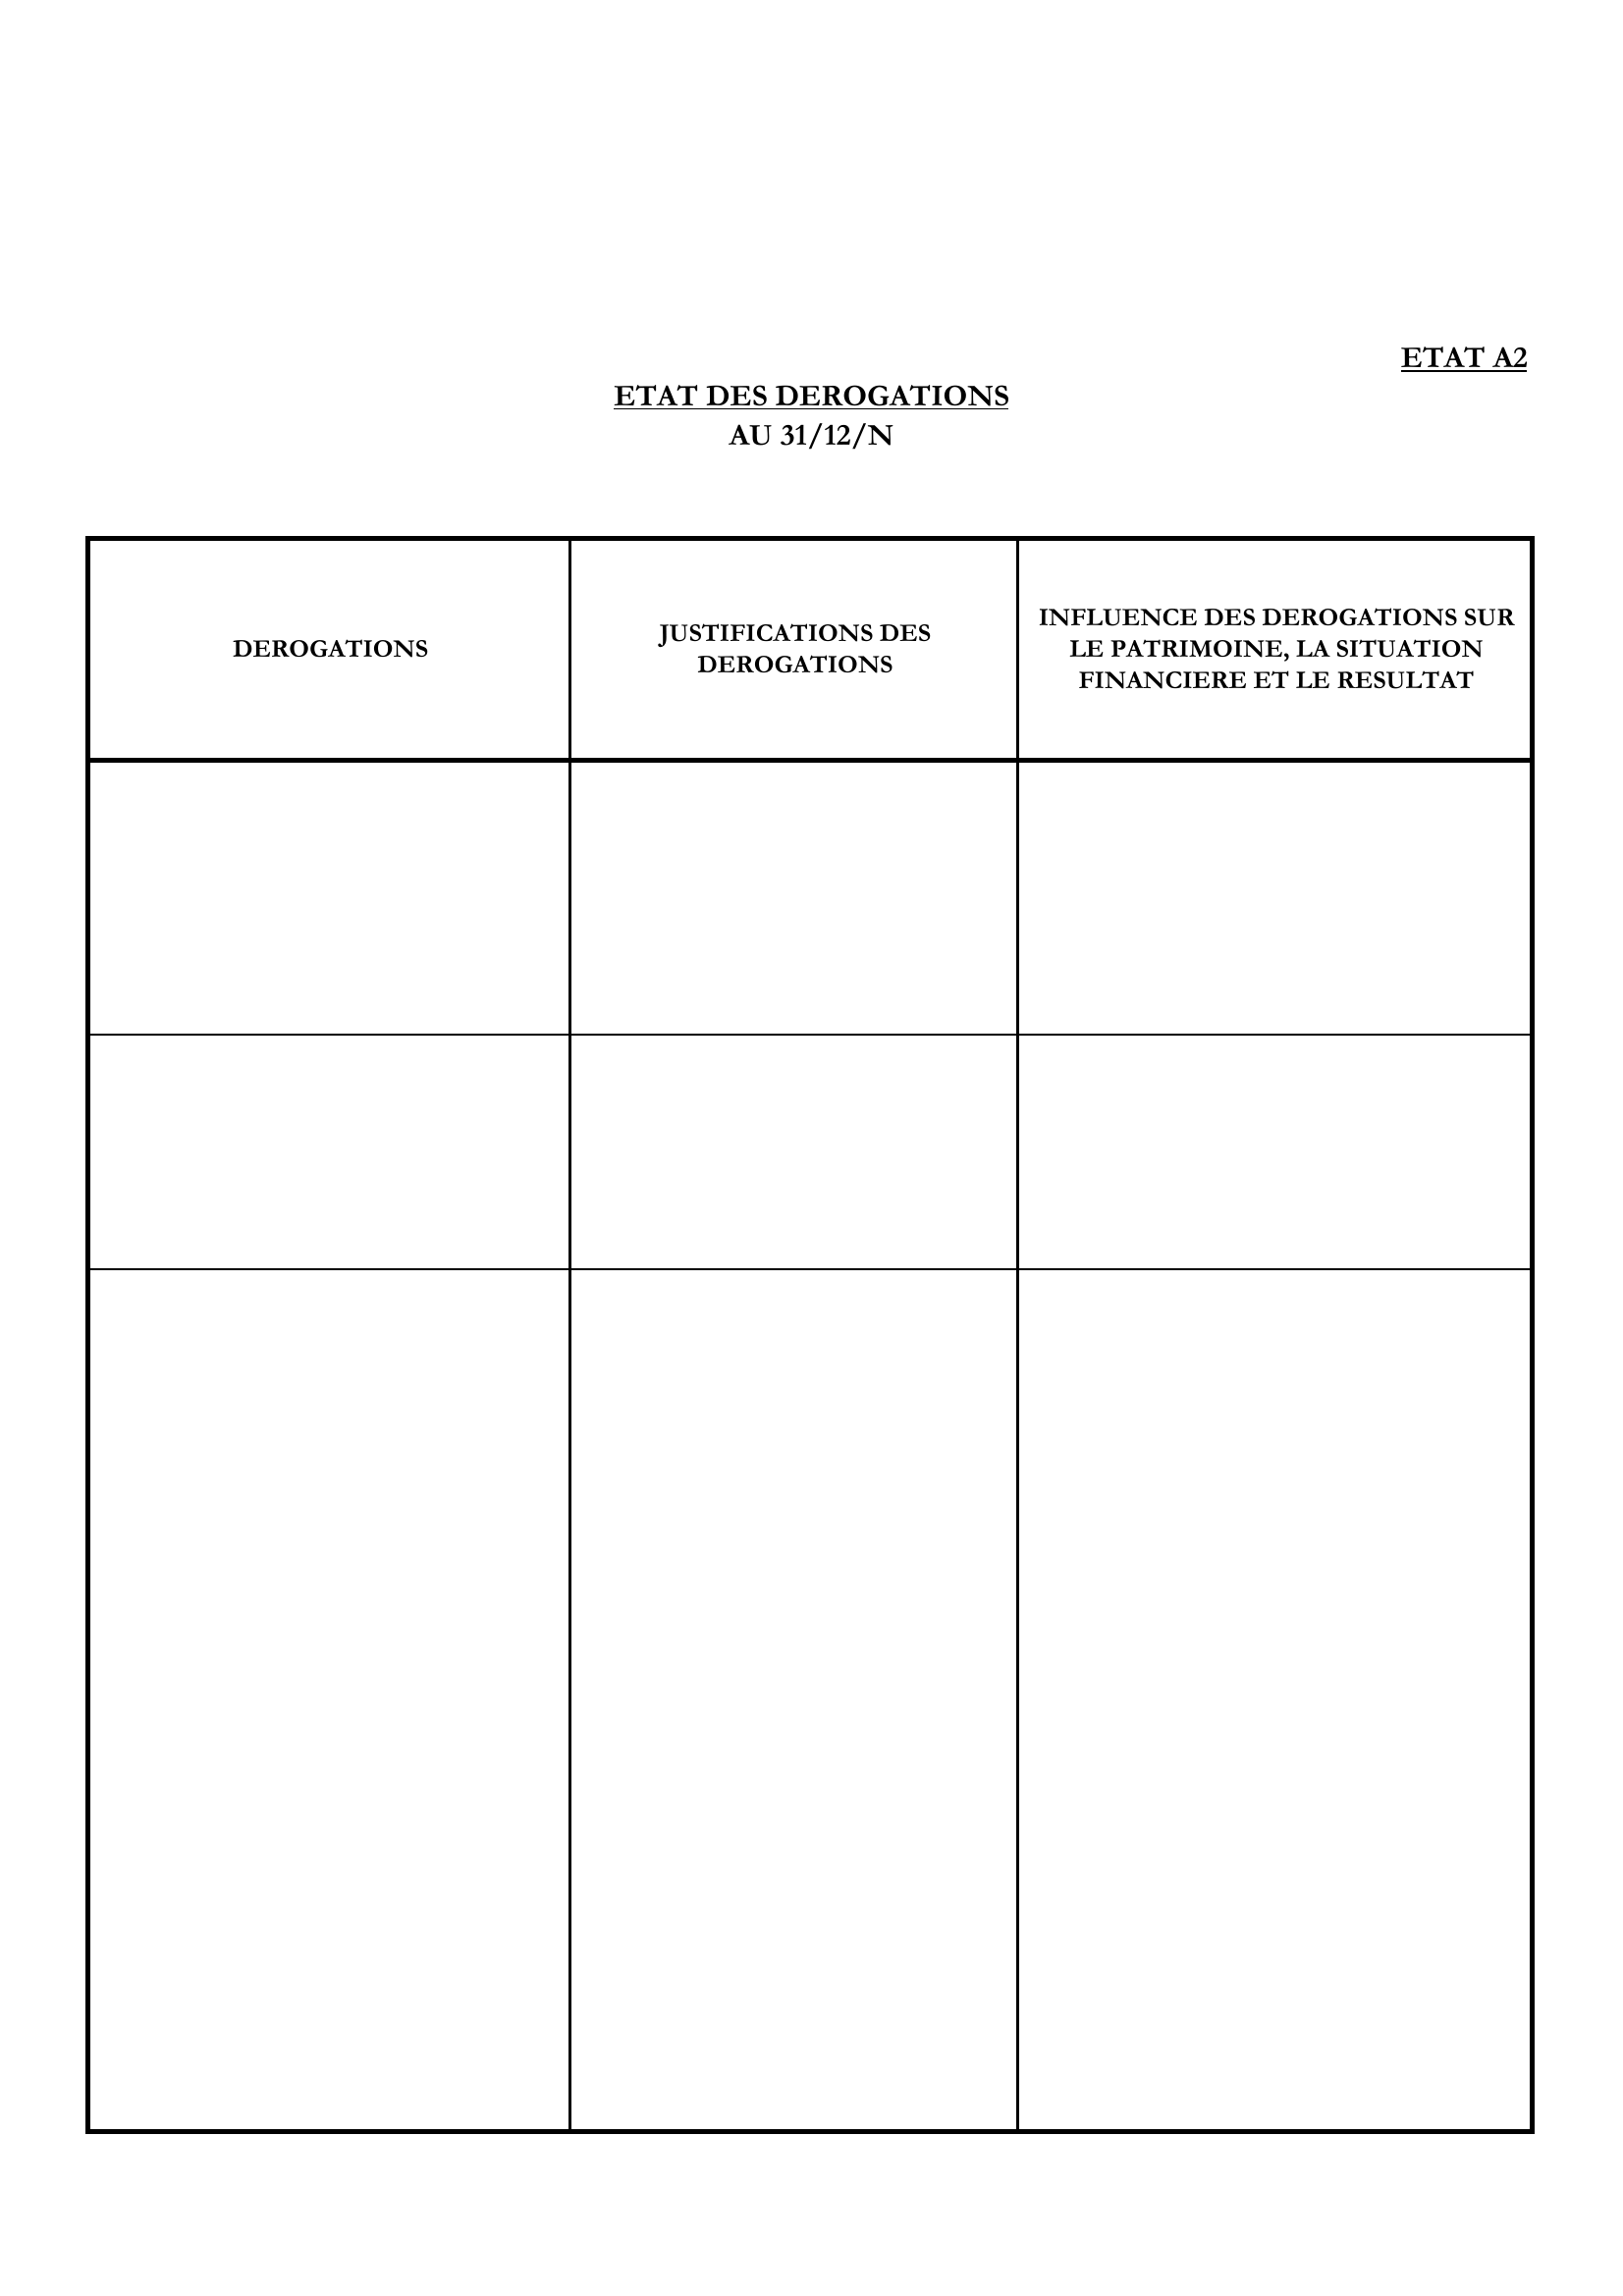 ETAT A2
ETAT DES DEROGATIONS
AU 31/12/N
DEROGATIONS
JUSTIFICATIONS DES
DEROGATIONS
INFLUENCE DES DEROGATIONS SUR
LE PATRIMOINE, LA SITUATION
FINANCIERE ET LE RESULTAT